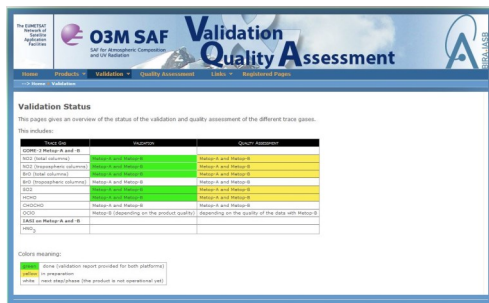 The EUMETSAT
Network of
Satellite
Application
Facilities
O3M SAF
SAF for Atmospheric Composition
and UV Radiation
Validation
Quality Assessment
BIRA-IASB
Home Products Validation Quality Assessment Links Registered Pages
Home Validation
Validation Status
This pages gives an overview of the status of the validation and quality assessment of the different trace gases.
This includes:
Trace Gas Validation Quality Assessment
GOME-2 Metop-A and -B
NO2 (total columns) Metop-A and Metop-B Metop-A and Metop-B
NO2 (tropospheric columns) Metop-A and Metop-B Metop-A and Metop-B
BrO (total columns) Metop-A and Metop-B Metop-A and Metop-B
BrO (tropospheric columns) Metop-A and Metop-B Metop-A and Metop-B
SO2 Metop-A and Metop-B Metop-A and Metop-B
HCHO Metop-A and Metop-B Metop-A and Metop-B
CHOCHO Metop-A and Metop-B Metop-A and Metop-B
OClO Metop-B (depending on the product quality) depending on the quality of the data with Metop-B
IASI on Metop-A and -B
HNO3
Colors meaning:
green done (validation report provided for both platforms)
yellow in preparation
white next step/phase (the product is not operational yet)